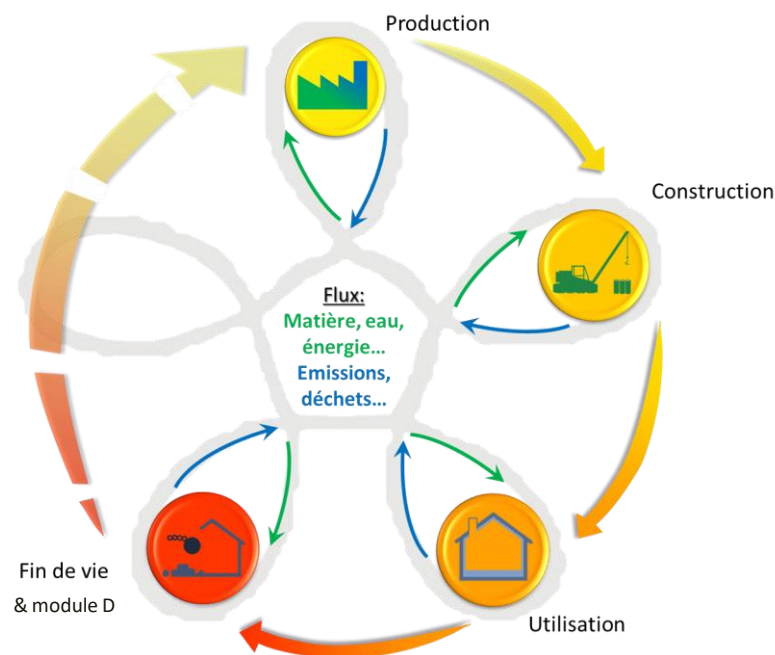 Production
Construction
Flux:
Matière, eau,
énergie...
Emissions,
déchets...
Fin de vie
& module D
Utilisation